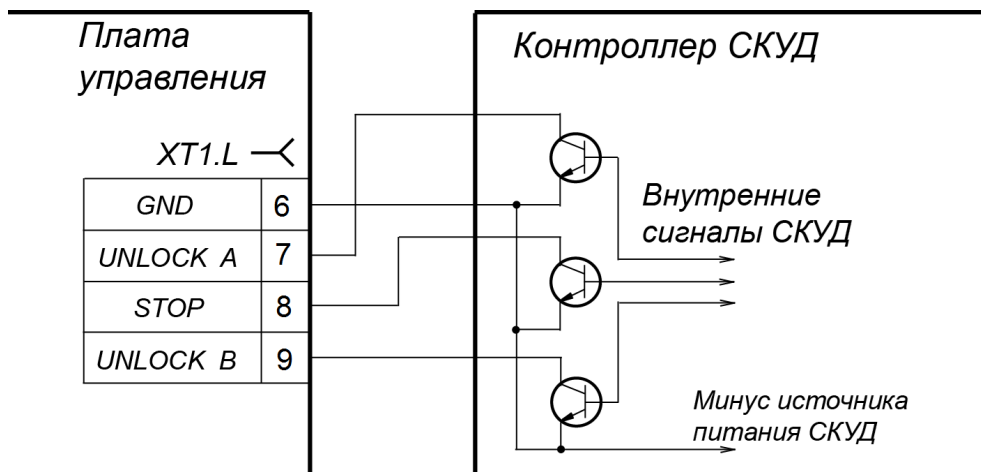 Плата
управления
Контроллер СКУД
XT1.L
GND 6
UNLOCK A 7
STOP 8
UNLOCK B 9
Внутренние
сигналы СКУД
Минус источника
питания СКУД